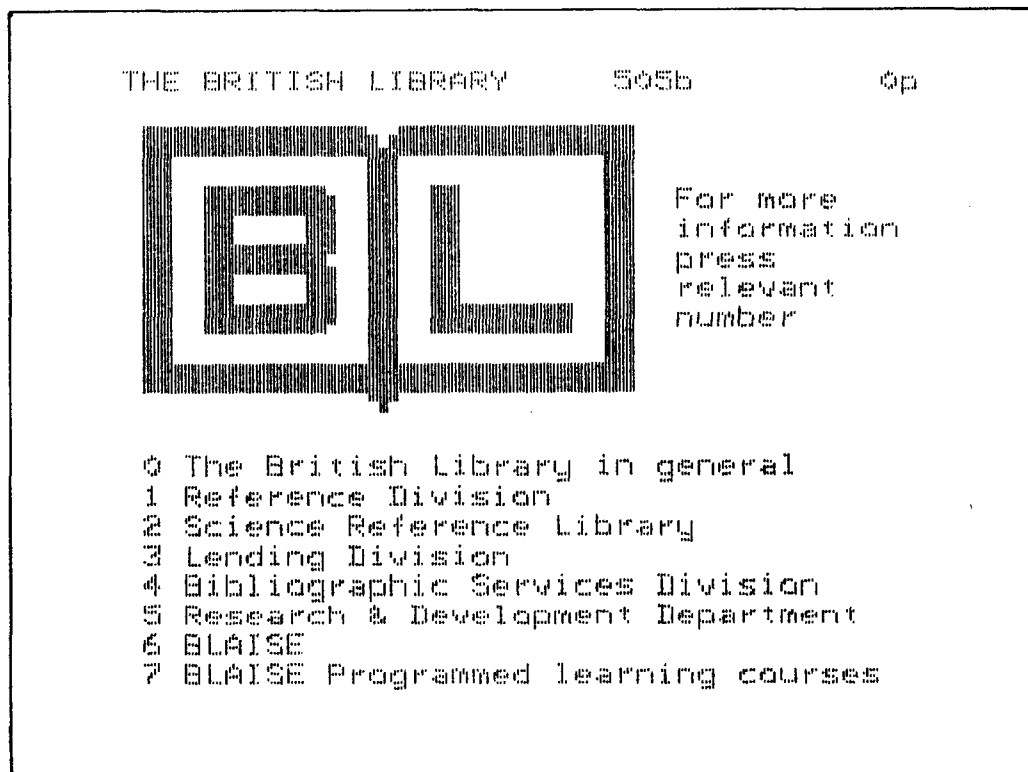 THE BRITISH LIBRARY 505b 0p
BL
For more
information
press
relevant
number
0 The British Library in general
1 Reference Division
2 Science Reference Library
3 Lending Division
4 Bibliographic Services Division
5 Research & Development Department
6 BLAISE
7 BLAISE Programmed learning courses